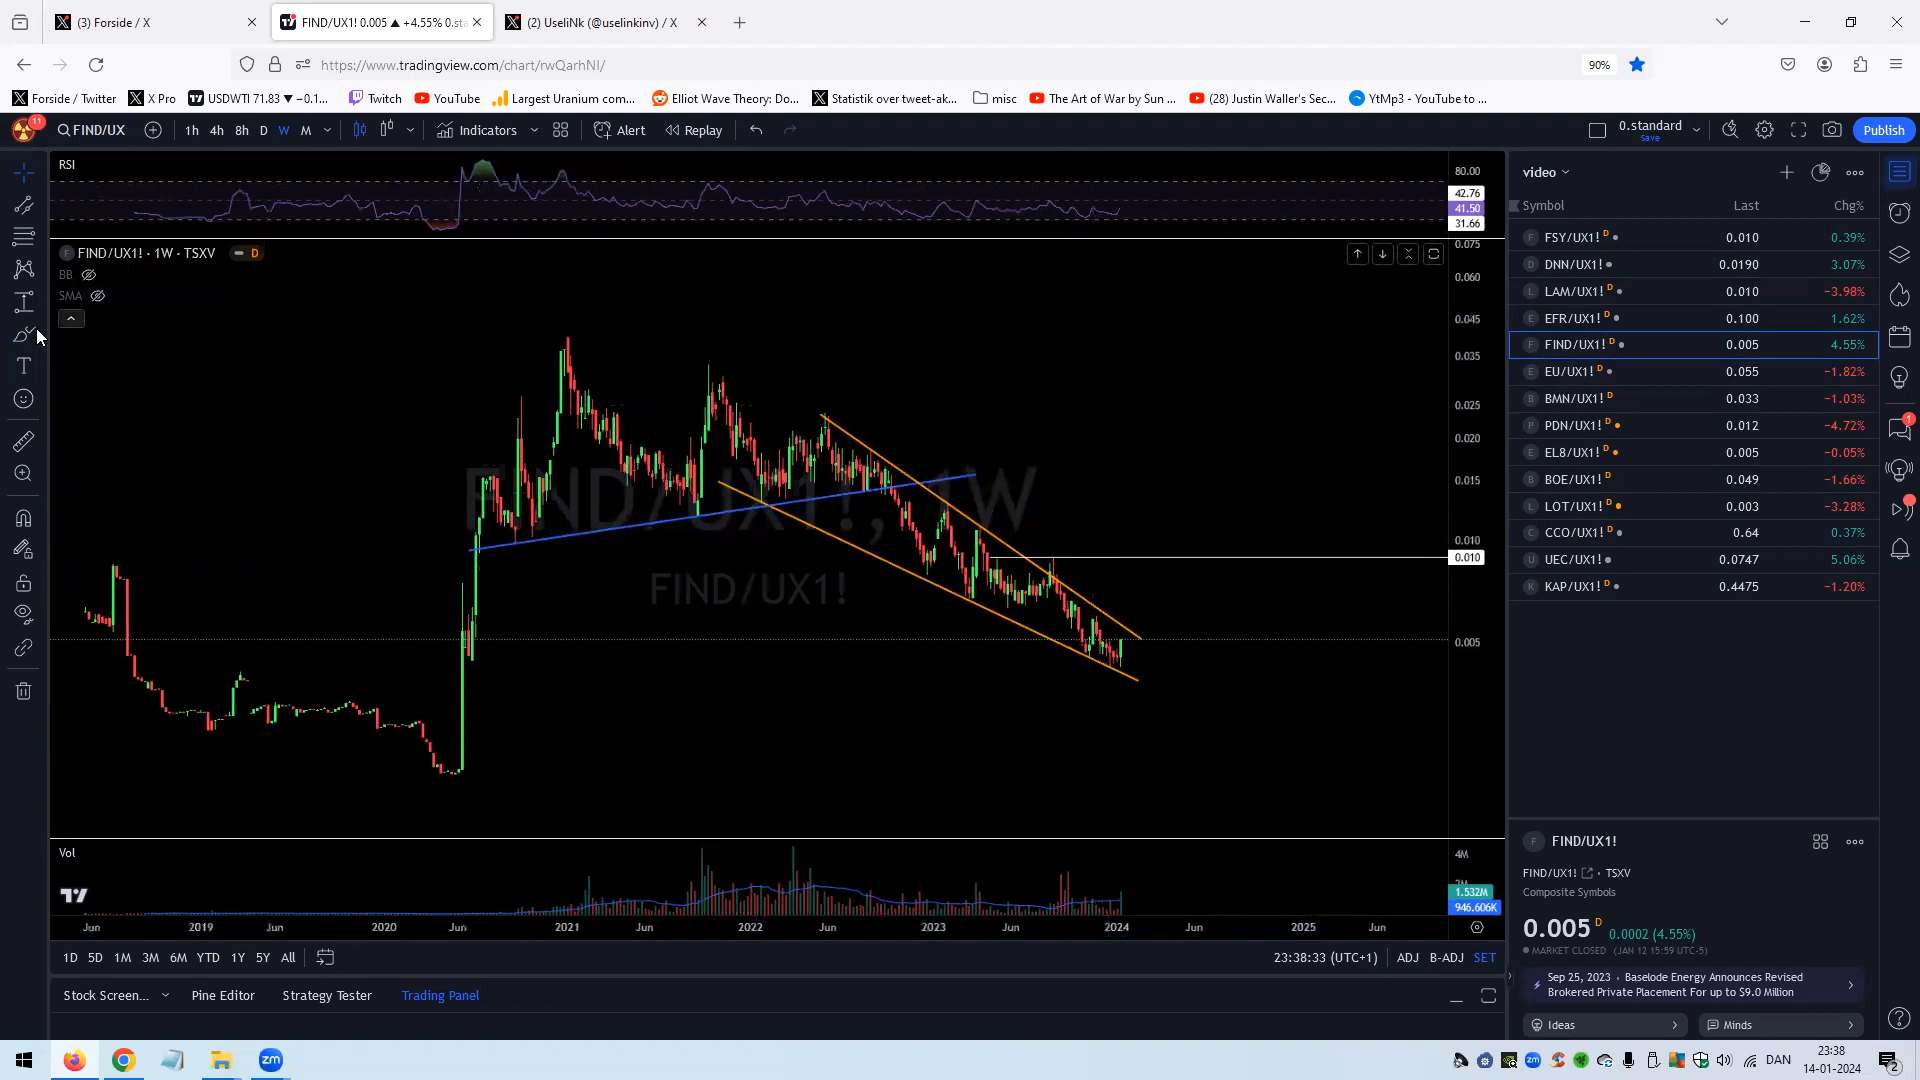 (3) Forside / X
FIND/UX1! 0.005 ▲ +4.55% 0.sta
(2) UseliNk (@uselinkinv) / X
https://www.tradingview.com/chart/rwQarhNI/
90%
Forside / Twitter
X Pro
USDWTI 71.83 ▼ −0.1...
Twitch
YouTube
Largest Uranium com...
Elliot Wave Theory: Do...
Statistik over tweet-ak...
misc
The Art of War by Sun ...
(28) Justin Waller's Sec...
YtMp3 - YouTube to ...
11
FIND/UX
1h 4h 8h D W M
Indicators
Alert
Replay
0.standard
Save
Publish
RSI
80.00
42.76
41.50
31.66
FIND/UX1! · 1W · TSXV
D
BB
SMA
0.075
0.060
0.045
0.035
0.025
0.020
0.015
0.010
0.010
0.005
FIND/UX1!, 1W
FIND/UX1!
Vol
4M
1.532M
946.606K
Jun 2019 Jun 2020 Jun 2021 Jun 2022 Jun 2023 Jun 2024 Jun 2025 Jun
1D 5D 1M 3M 6M YTD 1Y 5Y All
23:38:33 (UTC+1) ADJ B-ADJ SET
Stock Screen...
Pine Editor
Strategy Tester
Trading Panel
video
Symbol Last Chg%
FSY/UX1! D 0.010 0.39%
DNN/UX1! 0.0190 3.07%
LAM/UX1! D 0.010 −3.98%
EFR/UX1! D 0.100 1.62%
FIND/UX1! D 0.005 4.55%
EU/UX1! D 0.055 −1.82%
BMN/UX1! D 0.033 −1.03%
PDN/UX1! D 0.012 −4.72%
EL8/UX1! D 0.005 −0.05%
BOE/UX1! D 0.049 −1.66%
LOT/UX1! D 0.003 −3.28%
CCO/UX1! D 0.64 0.37%
UEC/UX1! 0.0747 5.06%
KAP/UX1! D 0.4475 −1.20%
FIND/UX1!
FIND/UX1! · TSXV
Composite Symbols
0.005 D 0.0002 (4.55%)
MARKET CLOSED (JAN 12 15:59 UTC-5)
Sep 25, 2023 · Baselode Energy Announces Revised
Brokered Private Placement For up to $9.0 Million
Ideas
Minds
1
DAN
23:38
14-01-2024
2